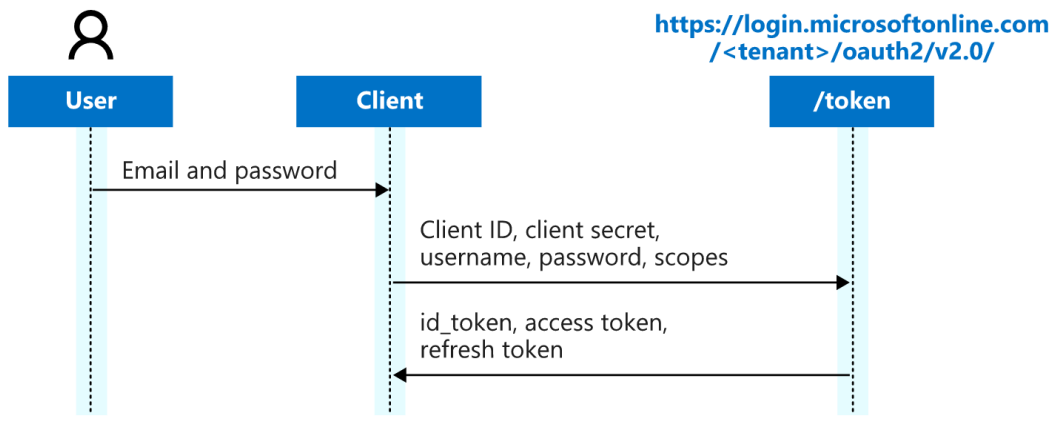 https://login.microsoftonline.com
/<tenant>/oauth2/v2.0/
User
Client
/token
Email and password
Client ID, client secret,
username, password, scopes
id_token, access token,
refresh token